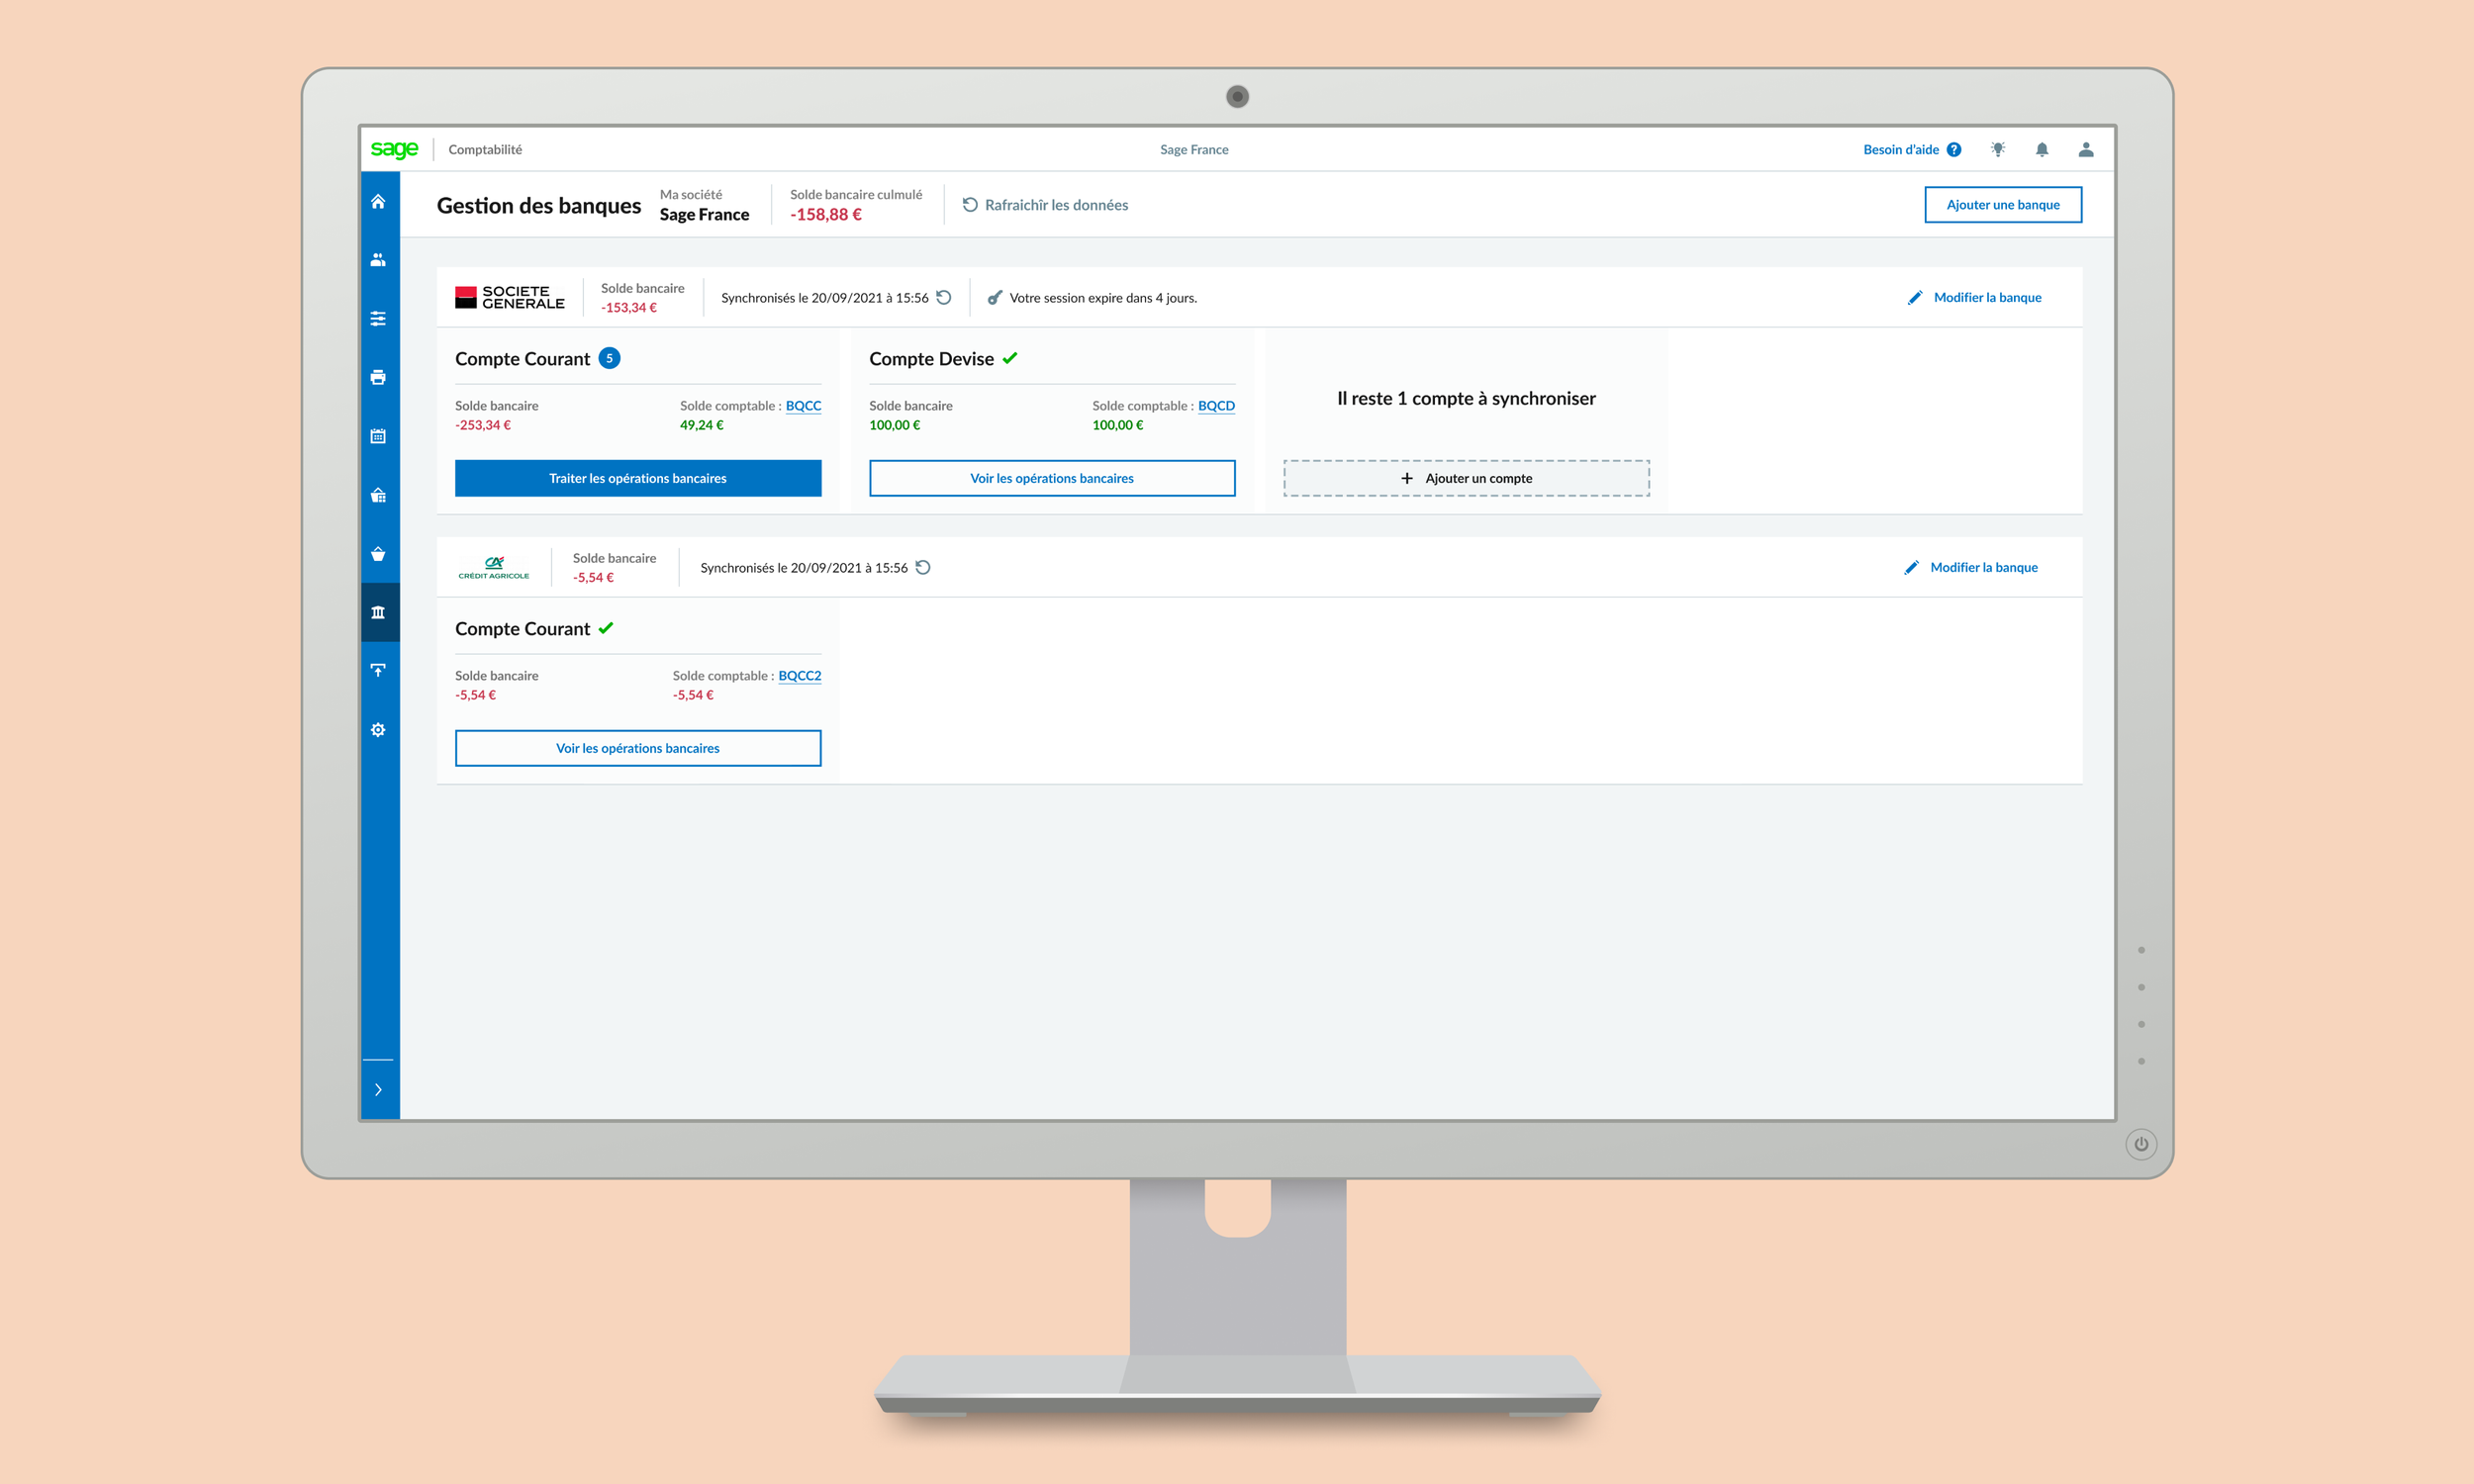 sage Comptabilité Sage France Besoin d'aide ?
Gestion des banques
Ma société
Sage France
Solde bancaire culmulé
-158,88 €
Rafraichîr les données
Ajouter une banque
SOCIETE
GENERALE
Solde bancaire
-153,34 €
Synchronisés le 20/09/2021 à 15:56
Votre session expire dans 4 jours.
Modifier la banque
Compte Courant 5
Solde bancaire
-253,34 €
Solde comptable : BQCC
49,24 €
Traiter les opérations bancaires
Compte Devise
Solde bancaire
100,00 €
Solde comptable : BQCD
100,00 €
Voir les opérations bancaires
Il reste 1 compte à synchroniser
+ Ajouter un compte
CA
CRÉDIT AGRICOLE
Solde bancaire
-5,54 €
Synchronisés le 20/09/2021 à 15:56
Modifier la banque
Compte Courant
Solde bancaire
-5,54 €
Solde comptable : BQCC2
-5,54 €
Voir les opérations bancaires